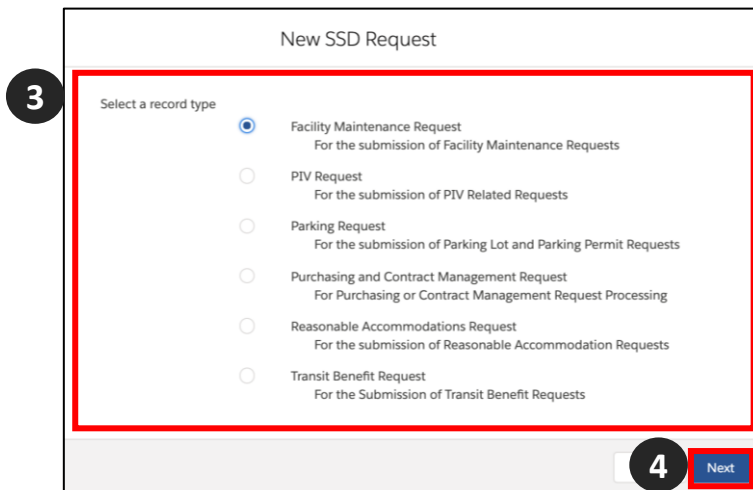 New SSD Request
3
Select a record type
Facility Maintenance Request
For the submission of Facility Maintenance Requests
PIV Request
For the submission of PIV Related Requests
Parking Request
For the submission of Parking Lot and Parking Permit Requests
Purchasing and Contract Management Request
For Purchasing or Contract Management Request Processing
Reasonable Accommodations Request
For the submission of Reasonable Accommodation Requests
Transit Benefit Request
For the Submission of Transit Benefit Requests
4 Next